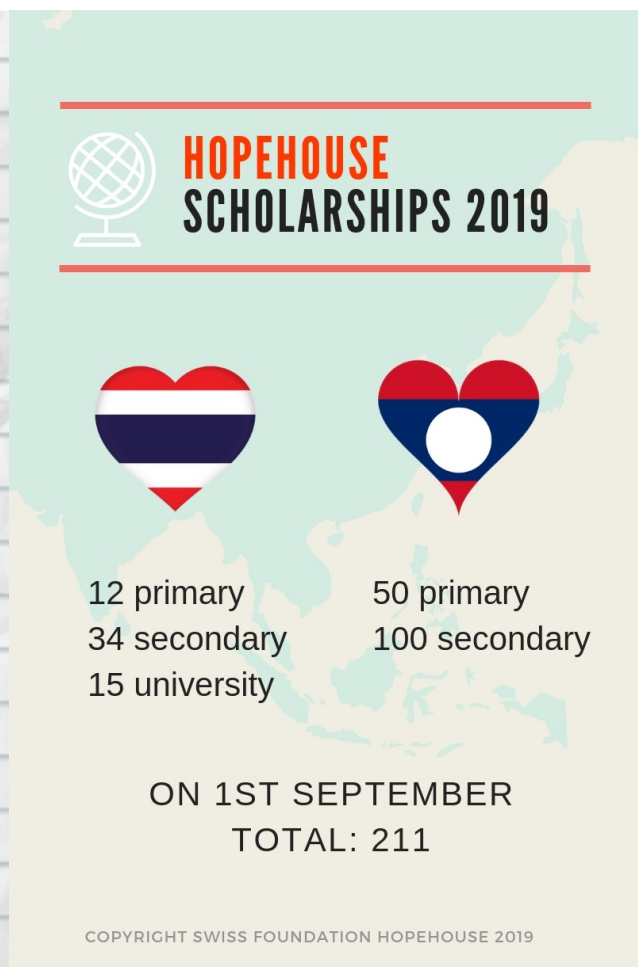 HOPEHOUSE
SCHOLARSHIPS 2019
12 primary
34 secondary
15 university
50 primary
100 secondary
ON 1ST SEPTEMBER
TOTAL: 211
COPYRIGHT SWISS FOUNDATION HOPEHOUSE 2019